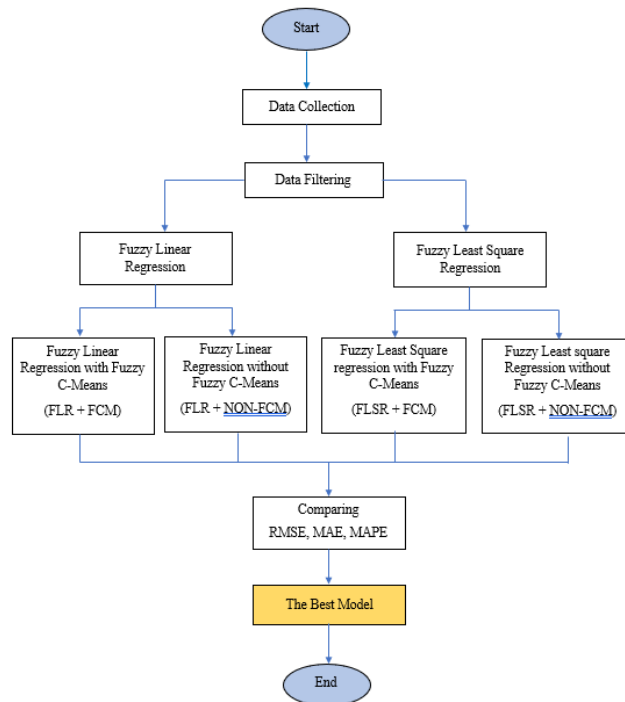 Start
Data Collection
Data Filtering
Fuzzy Linear
Regression
Fuzzy Least Square
Regression
Fuzzy Linear
Regression with Fuzzy
C-Means
(FLR + FCM)
Fuzzy Linear
Regression without
Fuzzy C-Means
(FLR + NON-FCM)
Fuzzy Least Square
regression with Fuzzy
C-Means
(FLSR + FCM)
Fuzzy Least square
Regression without
Fuzzy C-Means
(FLSR + NON-FCM)
Comparing
RMSE, MAE, MAPE
The Best Model
End